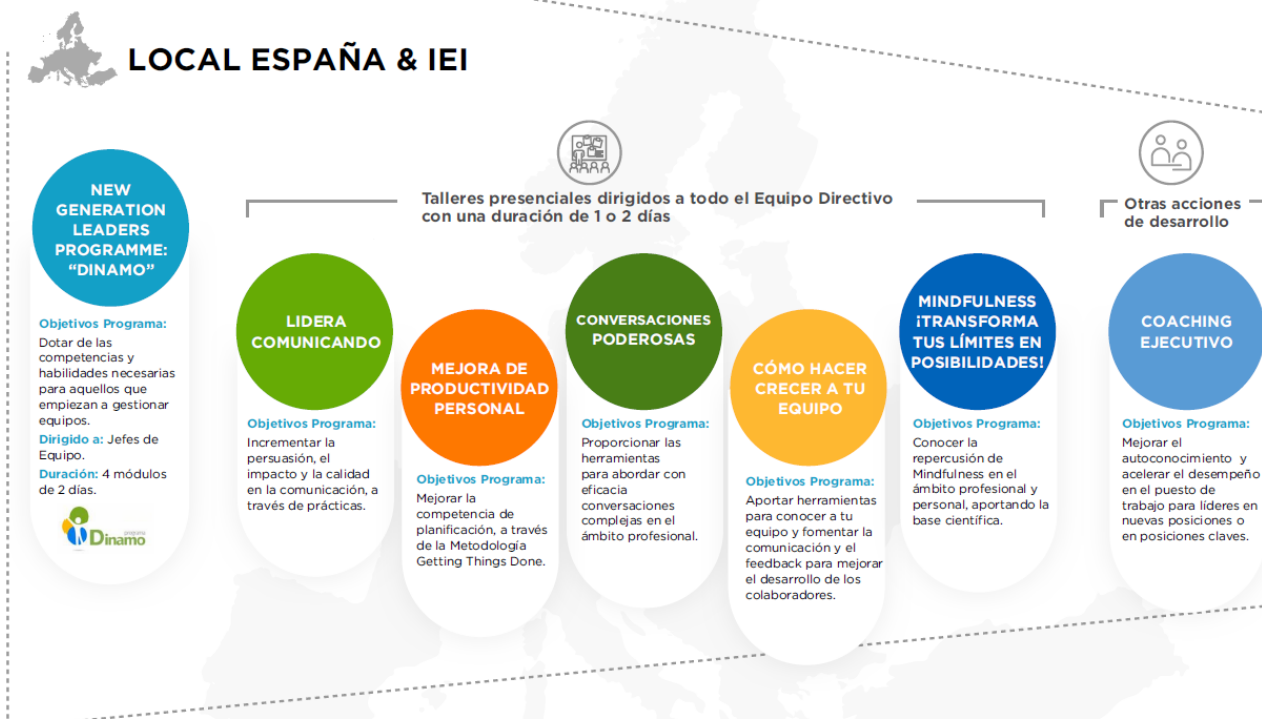 LOCAL ESPAÑA & IEI
NEW
GENERATION
LEADERS
PROGRAMME:
“DINAMO”
Objetivos Programa:
Dotar de las
competencias y
habilidades necesarias
para aquellos que
empiezan a gestionar
equipos.
Dirigido a: Jefes de
Equipo.
Duración: 4 módulos
de 2 días.
programa
Dinamo
Talleres presenciales dirigidos a todo el Equipo Directivo
con una duración de 1 o 2 días
LIDERA
COMUNICANDO
Objetivos Programa:
Incrementar la
persuasión, el
impacto y la calidad
en la comunicación, a
través de prácticas.
MEJORA DE
PRODUCTIVIDAD
PERSONAL
Objetivos Programa:
Mejorar la
competencia de
planificación, a través
de la Metodología
Getting Things Done.
CONVERSACIONES
PODEROSAS
Objetivos Programa:
Proporcionar las
herramientas
para abordar con
eficacia
conversaciones
complejas en el
ámbito profesional.
CÓMO HACER
CRECER A TU
EQUIPO
Objetivos Programa:
Aportar herramientas
para conocer a tu
equipo y fomentar la
comunicación y el
feedback para mejorar
el desarrollo de los
colaboradores.
MINDFULNESS
¡TRANSFORMA
TUS LÍMITES EN
POSIBILIDADES!
Objetivos Programa:
Conocer la
repercusión de
Mindfulness en el
ámbito profesional y
personal, aportando la
base científica.
Otras acciones
de desarrollo
COACHING
EJECUTIVO
Objetivos Programa:
Mejorar el
autoconocimiento y
acelerar el desempeño
en el puesto de
trabajo para líderes en
nuevas posiciones o
en posiciones claves.